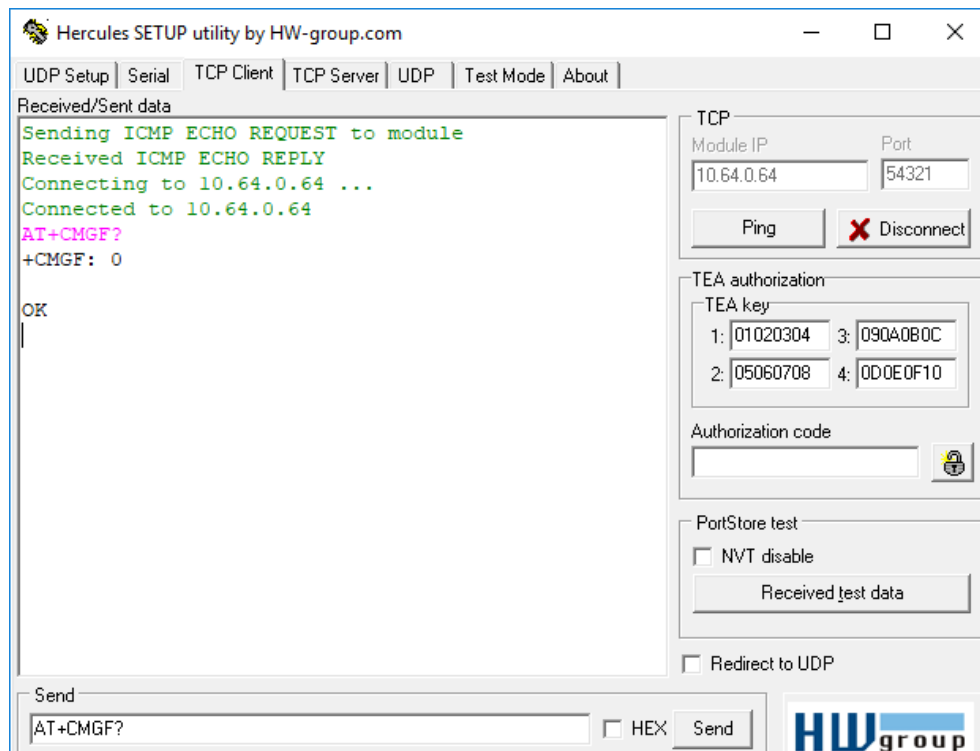 Hercules SETUP utility by HW-group.com
UDP Setup Serial TCP Client TCP Server UDP Test Mode About
Received/Sent data
Sending ICMP ECHO REQUEST to module
Received ICMP ECHO REPLY
Connecting to 10.64.0.64 ...
Connected to 10.64.0.64
AT+CMGF?
+CMGF: 0
OK
TCP
Module IP Port
10.64.0.64 54321
Ping Disconnect
TEA authorization
TEA key
1: 01020304 3: 090A0B0C
2: 05060708 4: 0D0E0F10
Authorization code
PortStore test
NVT disable
Received test data
Redirect to UDP
Send
AT+CMGF? HEX Send
HW group